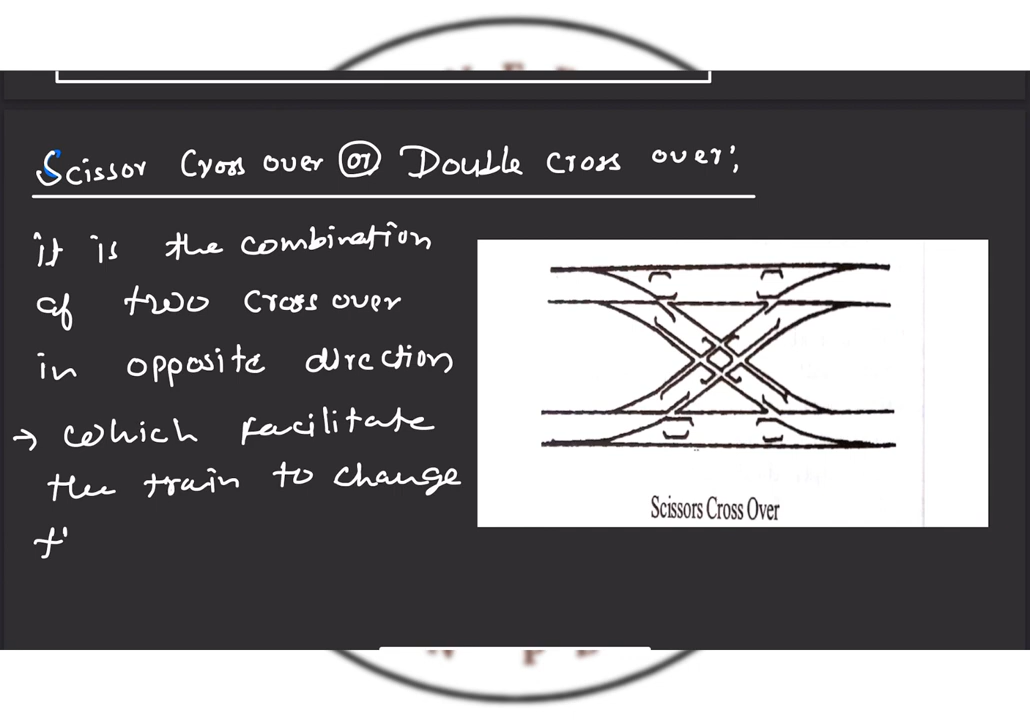 Scissor Cross over or Double cross over;
it is the combination
of two cross over
in opposite direction
→ which facilitate
the train to change
Scissors Cross Over